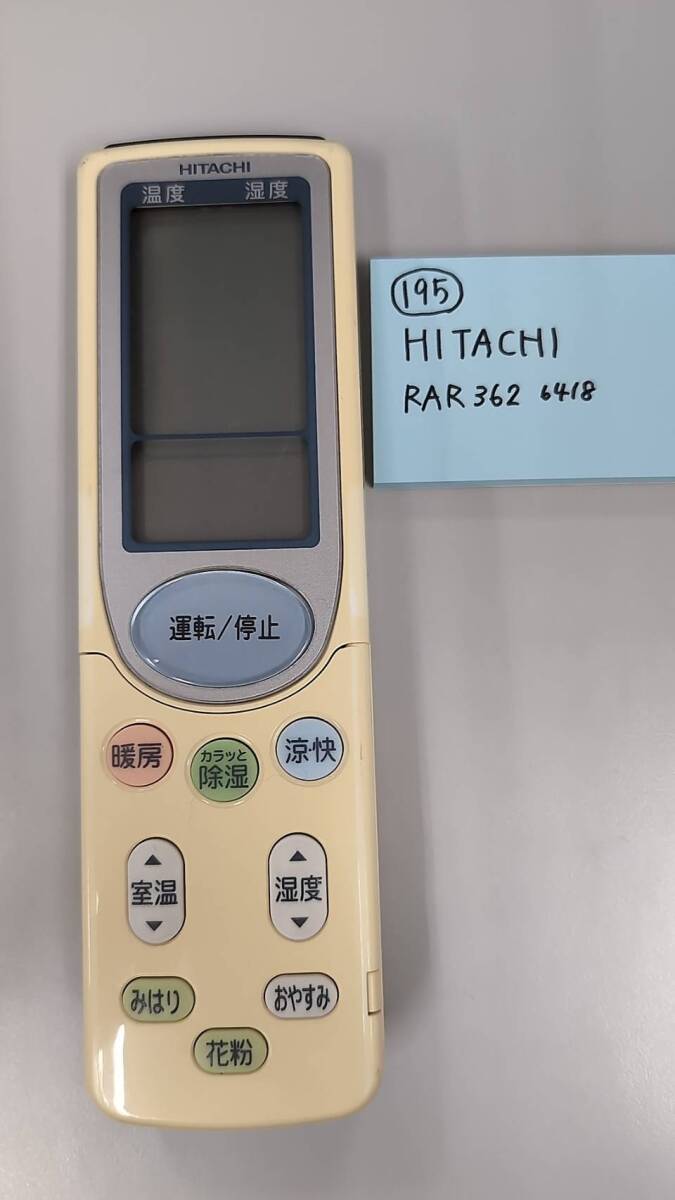 HITACHI
温度 湿度
運転/停止
暖房
カラッと
除湿
涼・快
▲
室温
▼
▲
湿度
▼
みはり
おやすみ
花粉
195
HITACHI
RAR 362 6418